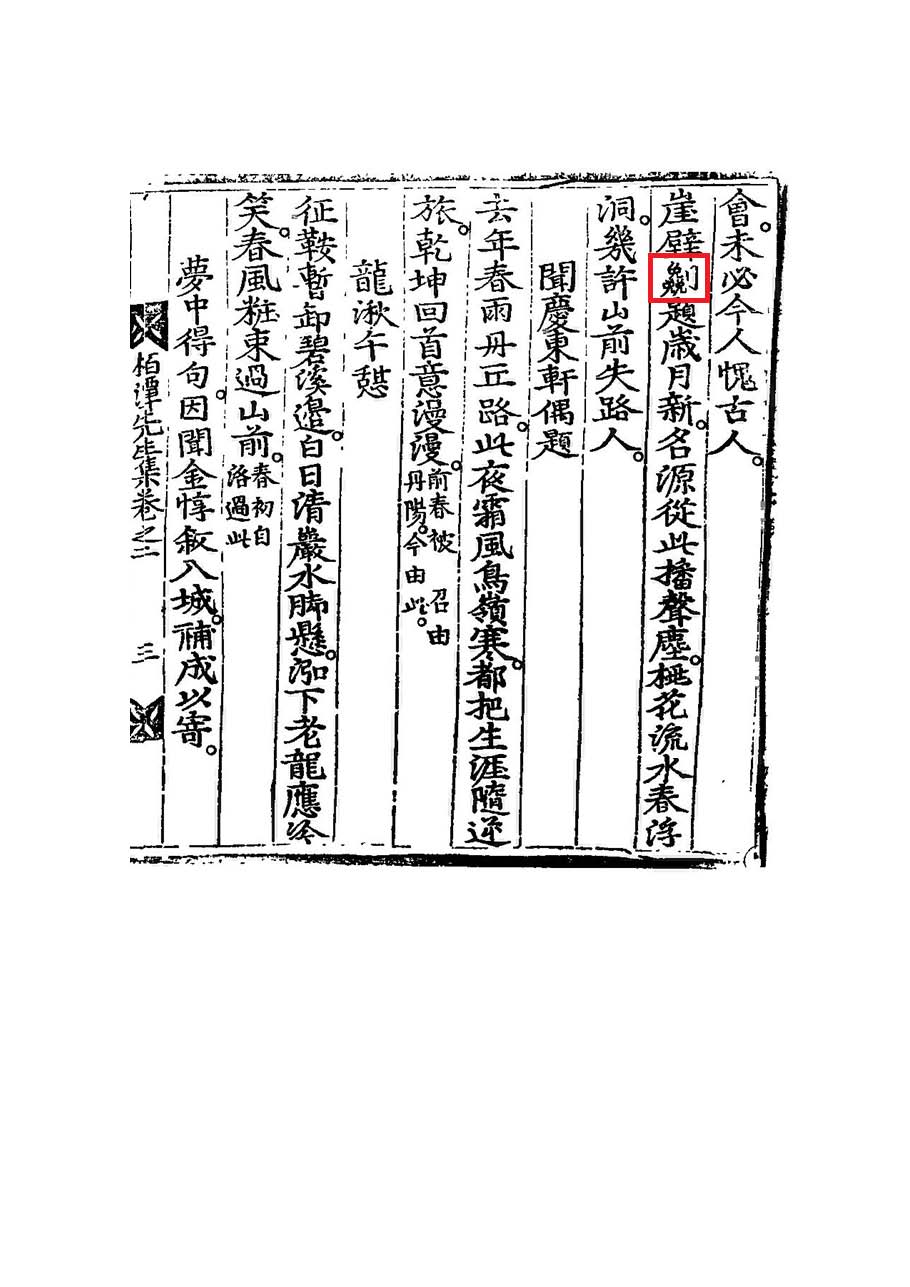 會。未必今人愧古人。
崖壁劖題歲月新。名源從此播聲塵。桃花流水春浮
洞。幾許山前失路人。
聞慶東軒偶題
去年春雨丹丘路。此夜霜風鳥嶺寒。都把生涯隨逆
旅。乾坤回首意漫漫。前春被 召由
丹陽。今由此。
龍湫午憇
征鞍暫卸碧溪邊。白日清巖水脚懸。泓下老龍應冷
笑。春風粧束過山前。春初自
洛過此
夢中得句。因聞金惇敍入城。補成以寄。
栢潭先生集卷之二 三